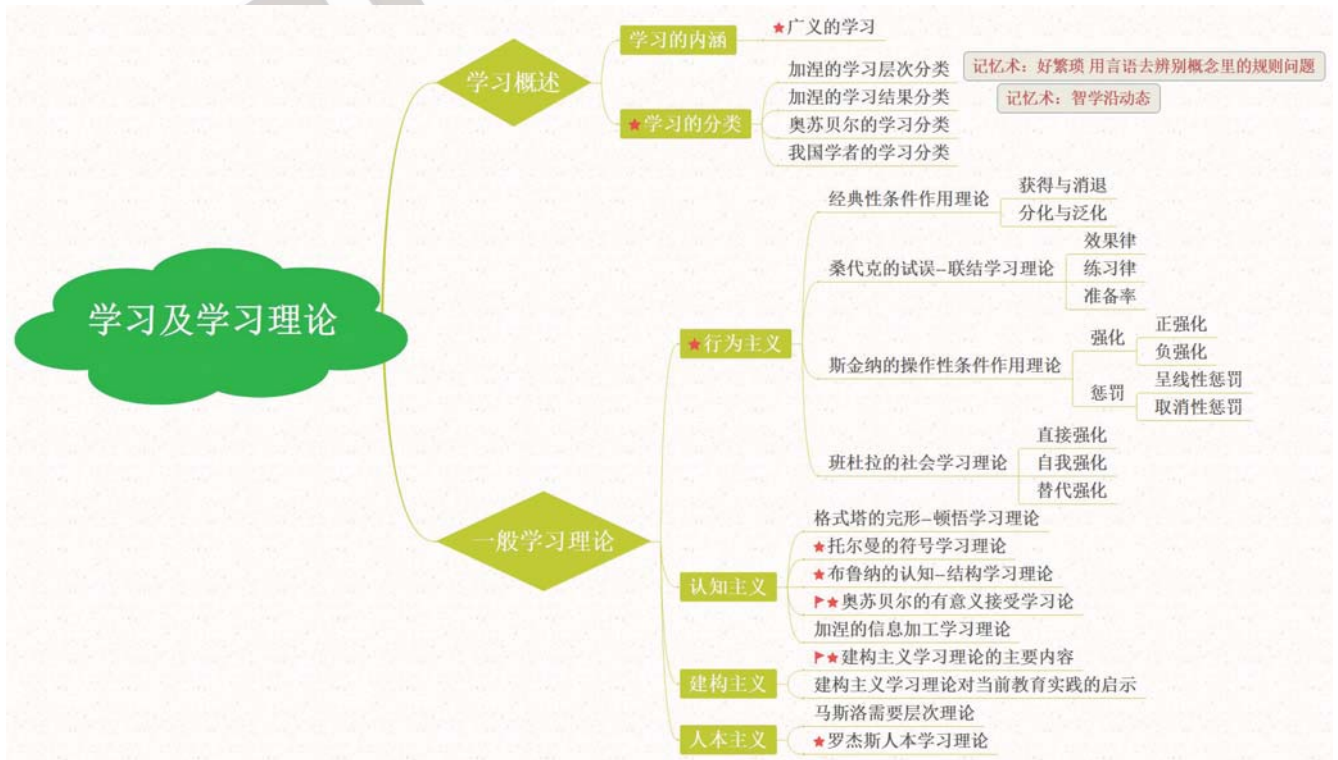 学习及学习理论
学习概述
学习的内涵
★广义的学习
★学习的分类
加涅的学习层次分类
记忆术：好繁琐 用言语去辨别概念里的规则问题
加涅的学习结果分类
记忆术：智学沿动态
奥苏贝尔的学习分类
我国学者的学习分类
一般学习理论
★行为主义
经典性条件作用理论
获得与消退
分化与泛化
桑代克的试误-联结学习理论
效果律
练习律
准备率
斯金纳的操作性条件作用理论
强化
正强化
负强化
惩罚
呈线性惩罚
取消性惩罚
班杜拉的社会学习理论
直接强化
自我强化
替代强化
认知主义
格式塔的完形-顿悟学习理论
★托尔曼的符号学习理论
★布鲁纳的认知-结构学习理论
★奥苏贝尔的有意义接受学习论
加涅的信息加工学习理论
建构主义
★建构主义学习理论的主要内容
建构主义学习理论对当前教育实践的启示
人本主义
马斯洛需要层次理论
★罗杰斯人本学习理论